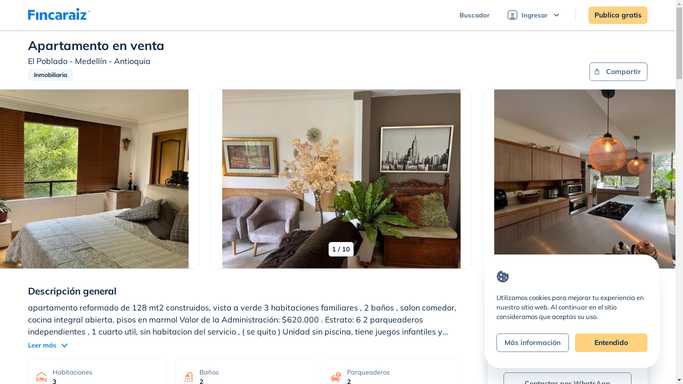 Fincaraiz
Buscador
Ingresar
Publica gratis
Apartamento en venta
El Poblado - Medellín - Antioquia
Inmobiliaria
Compartir
1 / 10
Descripción general
apartamento reformado de 128 mt2 construidos, vista a verde 3 habitaciones familiares , 2 baños , salon comedor,
cocina integral abierta, pisos en marmol Valor de la Administración: $620.000 . Estrato: 6 2 parqueaderos
independientes , 1 cuarto util, sin habitacion del servicio , ( se quito ) Unidad sin piscina, tiene juegos infantiles y...
Leer más
Habitaciones
3
Baños
2
Parqueaderos
2
Utilizamos cookies para mejorar tu experiencia en
nuestro sitio web. Al continuar en el sitio
consideramos que aceptas su uso.
Más información
Entendido
Contactar por WhatsApp